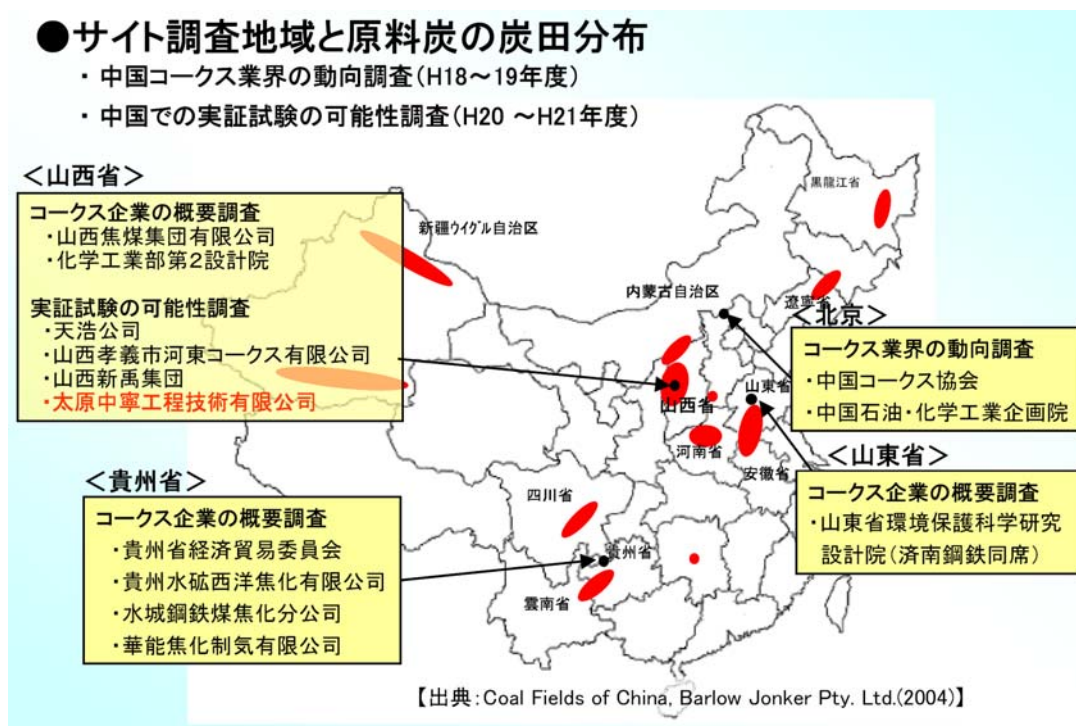 ●サイト調査地域と原料炭の炭田分布
・中国コークス業界の動向調査(H18~19年度)
・中国での実証試験の可能性調査(H20 ~H21年度)
<山西省>
コークス企業の概要調査
・山西焦煤集団有限公司
・化学工業部第2設計院
実証試験の可能性調査
・天浩公司
・山西孝義市河東コークス有限公司
・山西新禹集団
・太原中寧工程技術有限公司
新疆ウイグル自治区
黒龍江省
内蒙古自治区
遼寧省
<北京>
コークス業界の動向調査
・中国コークス協会
・中国石油・化学工業企画院
山西省
山東省
河南省
安徽省
<山東省>
コークス企業の概要調査
・山東省環境保護科学研究
設計院(済南鋼鉄同席)
<貴州省>
コークス企業の概要調査
・貴州省経済貿易委員会
・貴州水砿西洋焦化有限公司
・水城鋼鉄煤焦化分公司
・華能焦化制気有限公司
四川省
貴州省
雲南省
【出典:Coal Fields of China, Barlow Jonker Pty. Ltd.(2004)】